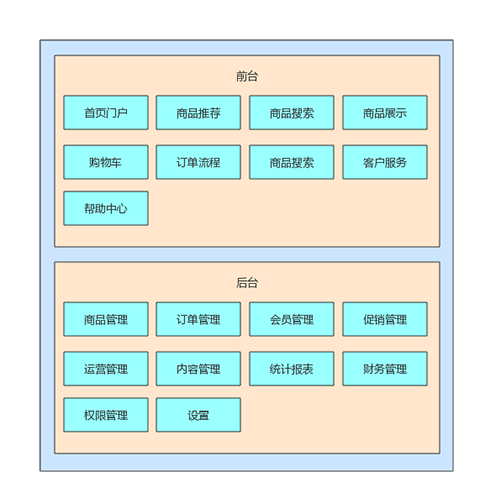 前台
首页门户 商品推荐 商品搜索 商品展示
购物车 订单流程 商品搜索 客户服务
帮助中心
后台
商品管理 订单管理 会员管理 促销管理
运营管理 内容管理 统计报表 财务管理
权限管理 设置